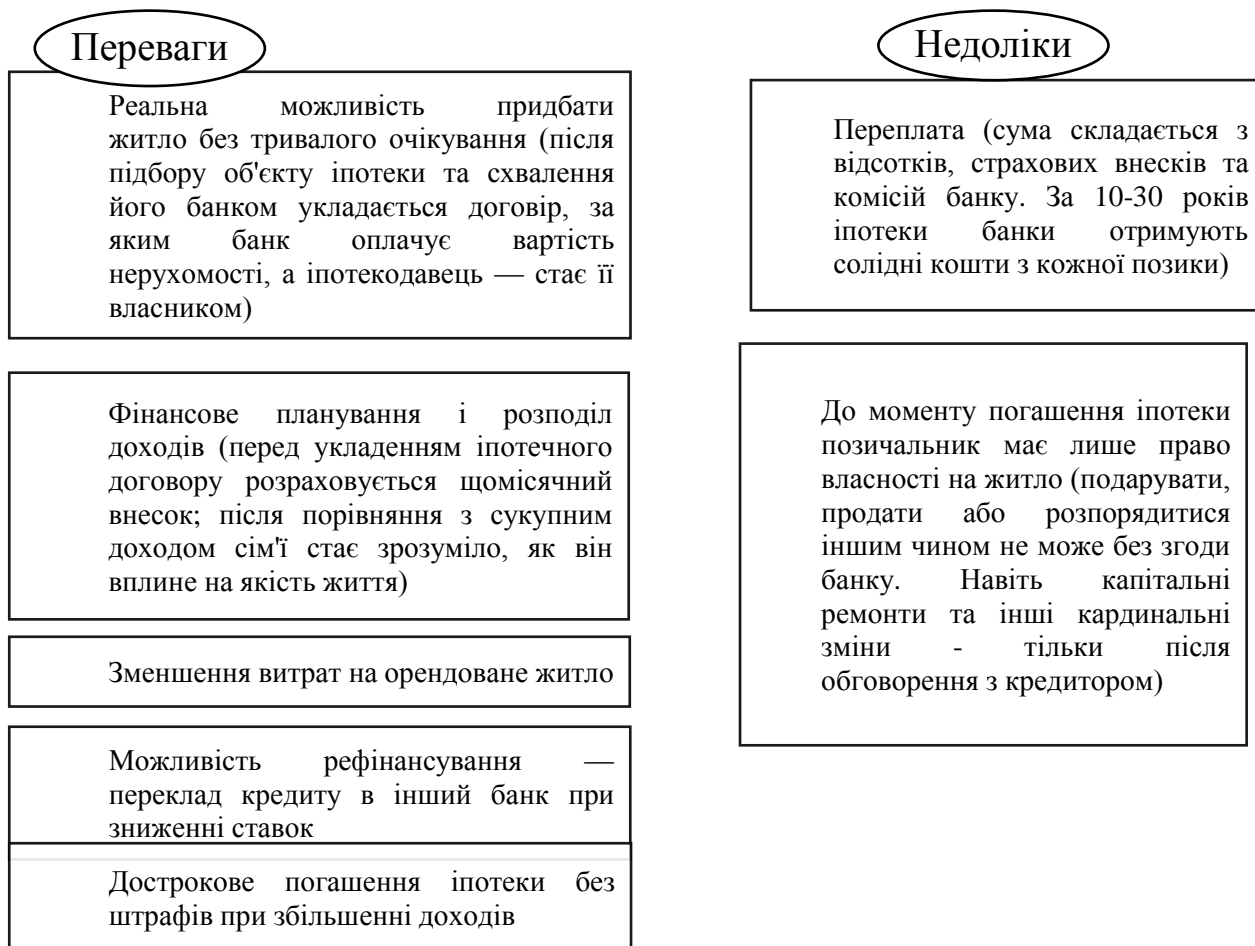 Переваги
Реальна можливість придбати
житло без тривалого очікування (після
підбору об'єкту іпотеки та схвалення
його банком укладається договір, за
яким банк оплачує вартість
нерухомості, а іпотекодавець — стає її
власником)
Фінансове планування і розподіл
доходів (перед укладенням іпотечного
договору розраховується щомісячний
внесок; після порівняння з сукупним
доходом сім'ї стає зрозуміло, як він
вплине на якість життя)
Зменшення витрат на орендоване житло
Можливість рефінансування —
переклад кредиту в інший банк при
зниженні ставок
Дострокове погашення іпотеки без
штрафів при збільшенні доходів
Недоліки
Переплата (сума складається з
відсотків, страхових внесків та
комісій банку. За 10-30 років
іпотеки банки отримують
солідні кошти з кожної позики)
До моменту погашення іпотеки
позичальник має лише право
власності на житло (подарувати,
продати або розпорядитися
іншим чином не може без згоди
банку. Навіть капітальні
ремонти та інші кардинальні
зміни - тільки після
обговорення з кредитором)